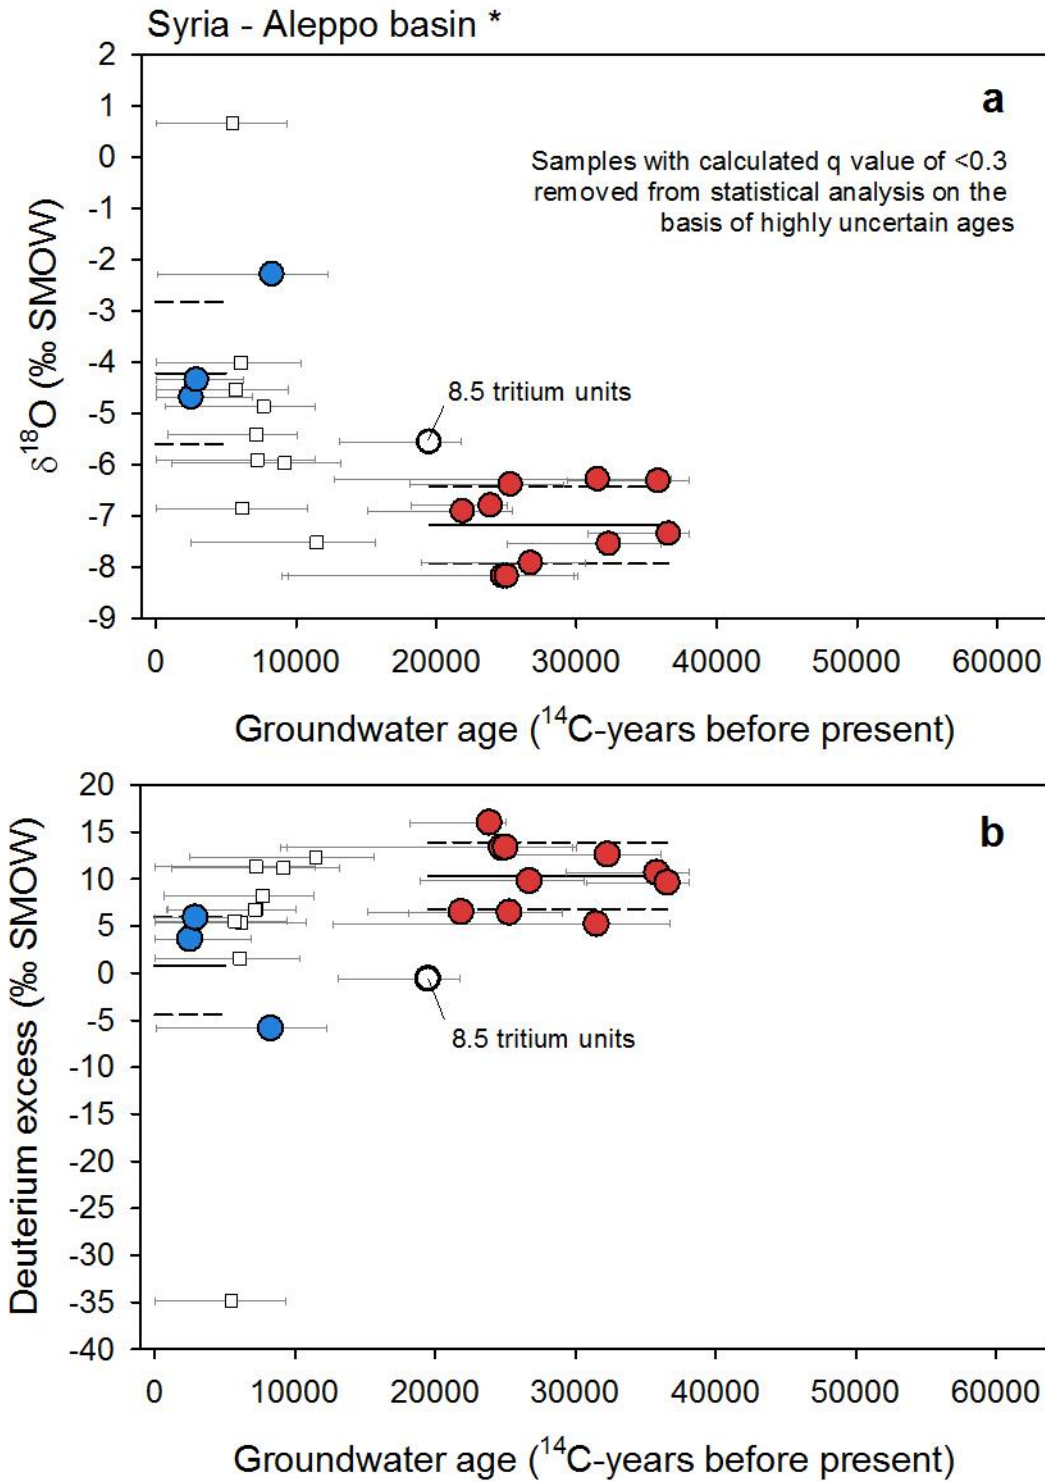 Syria - Aleppo basin *
a
Samples with calculated q value of <0.3
removed from statistical analysis on the
basis of highly uncertain ages
8.5 tritium units
δ¹⁸O (‰ SMOW)
2
1
0
-1
-2
-3
-4
-5
-6
-7
-8
-9
0 10000 20000 30000 40000 50000 60000
Groundwater age (¹⁴C-years before present)
b
8.5 tritium units
Deuterium excess (‰ SMOW)
20
15
10
5
0
-5
-10
-15
-20
-25
-30
-35
-40
0 10000 20000 30000 40000 50000 60000
Groundwater age (¹⁴C-years before present)